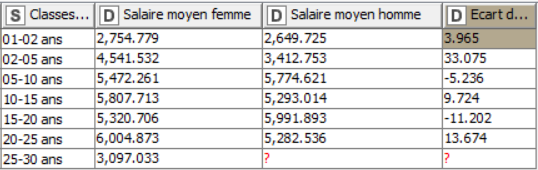 S Classes... D Salaire moyen femme D Salaire moyen homme D Ecart d...
01-02 ans 2,754.779 2,649.725 3.965
02-05 ans 4,541.532 3,412.753 33.075
05-10 ans 5,472.261 5,774.621 -5.236
10-15 ans 5,807.713 5,293.014 9.724
15-20 ans 5,320.706 5,991.893 -11.202
20-25 ans 6,004.873 5,282.536 13.674
25-30 ans 3,097.033 ? ?